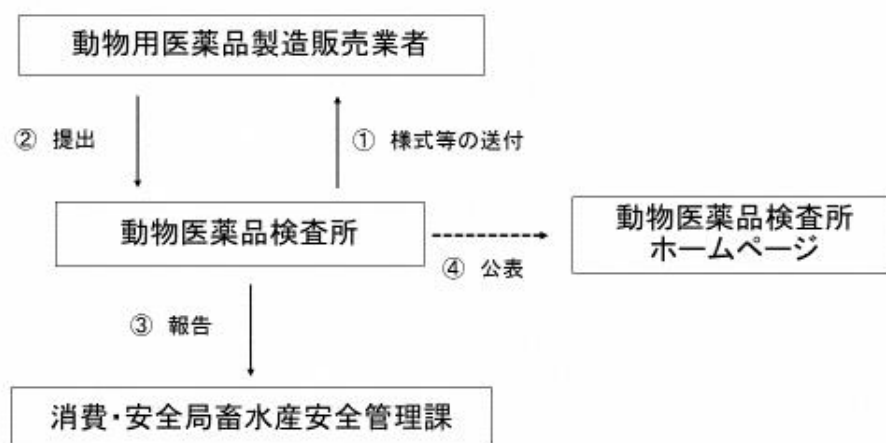 動物用医薬品製造販売業者
② 提出
① 様式等の送付
動物医薬品検査所
動物医薬品検査所
ホームページ
④ 公表
③ 報告
消費・安全局畜水産安全管理課